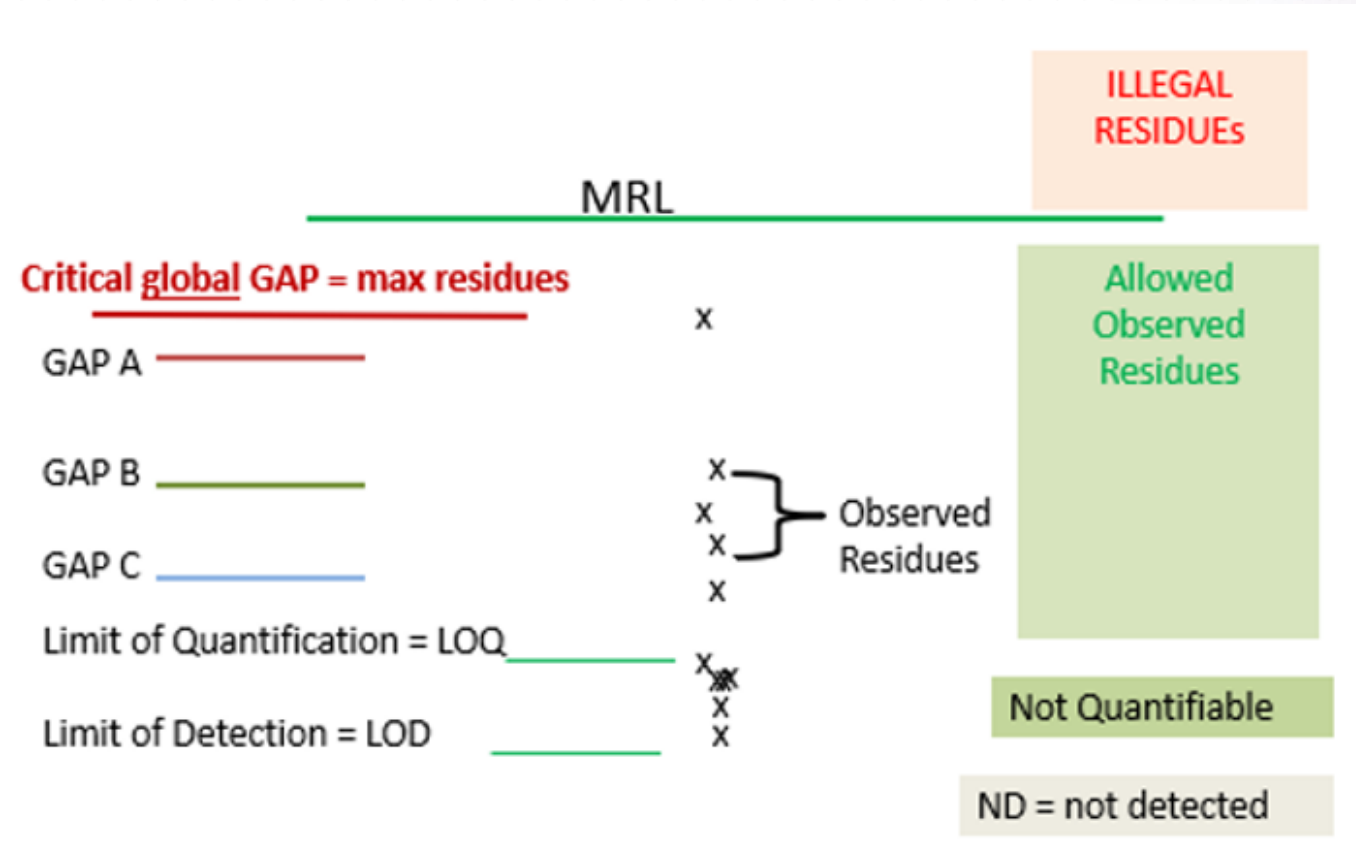 ILLEGAL
RESIDUEs
MRL
Critical global GAP = max residues
Allowed
Observed
Residues
x
GAP A
GAP B
x
x
Observed
Residues
x
GAP C
x
Limit of Quantification = LOQ
x
xxx
x
Not Quantifiable
Limit of Detection = LOD
x
ND = not detected